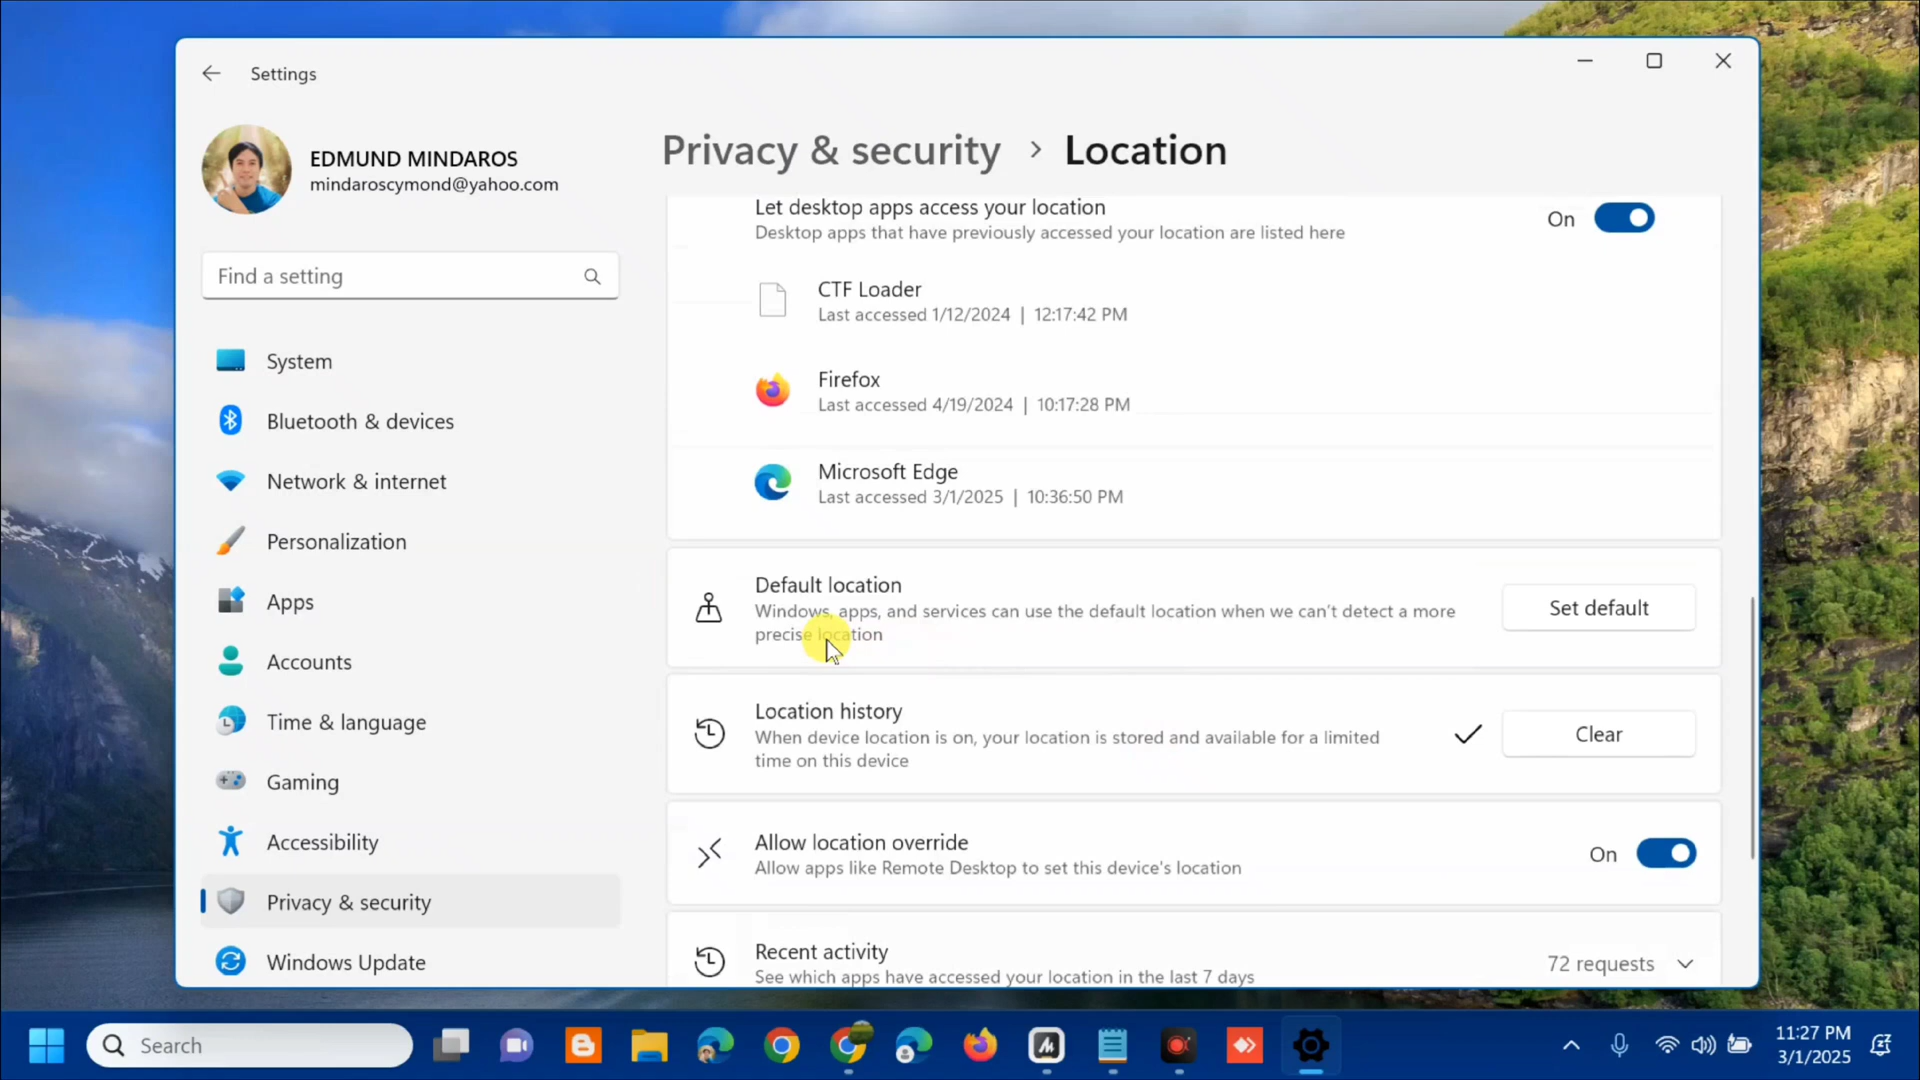 Settings
EDMUND MINDAROS
mindaroscymond@yahoo.com
Find a setting
System
Bluetooth & devices
Network & internet
Personalization
Apps
Accounts
Time & language
Gaming
Accessibility
Privacy & security
Windows Update
Privacy & security > Location
Let desktop apps access your location
Desktop apps that have previously accessed your location are listed here
On
CTF Loader
Last accessed 1/12/2024 | 12:17:42 PM
Firefox
Last accessed 4/19/2024 | 10:17:28 PM
Microsoft Edge
Last accessed 3/1/2025 | 10:36:50 PM
Default location
Windows, apps, and services can use the default location when we can't detect a more
precise location
Set default
Location history
When device location is on, your location is stored and available for a limited
time on this device
Clear
Allow location override
Allow apps like Remote Desktop to set this device's location
On
Recent activity
See which apps have accessed your location in the last 7 days
72 requests
Search
11:27 PM
3/1/2025